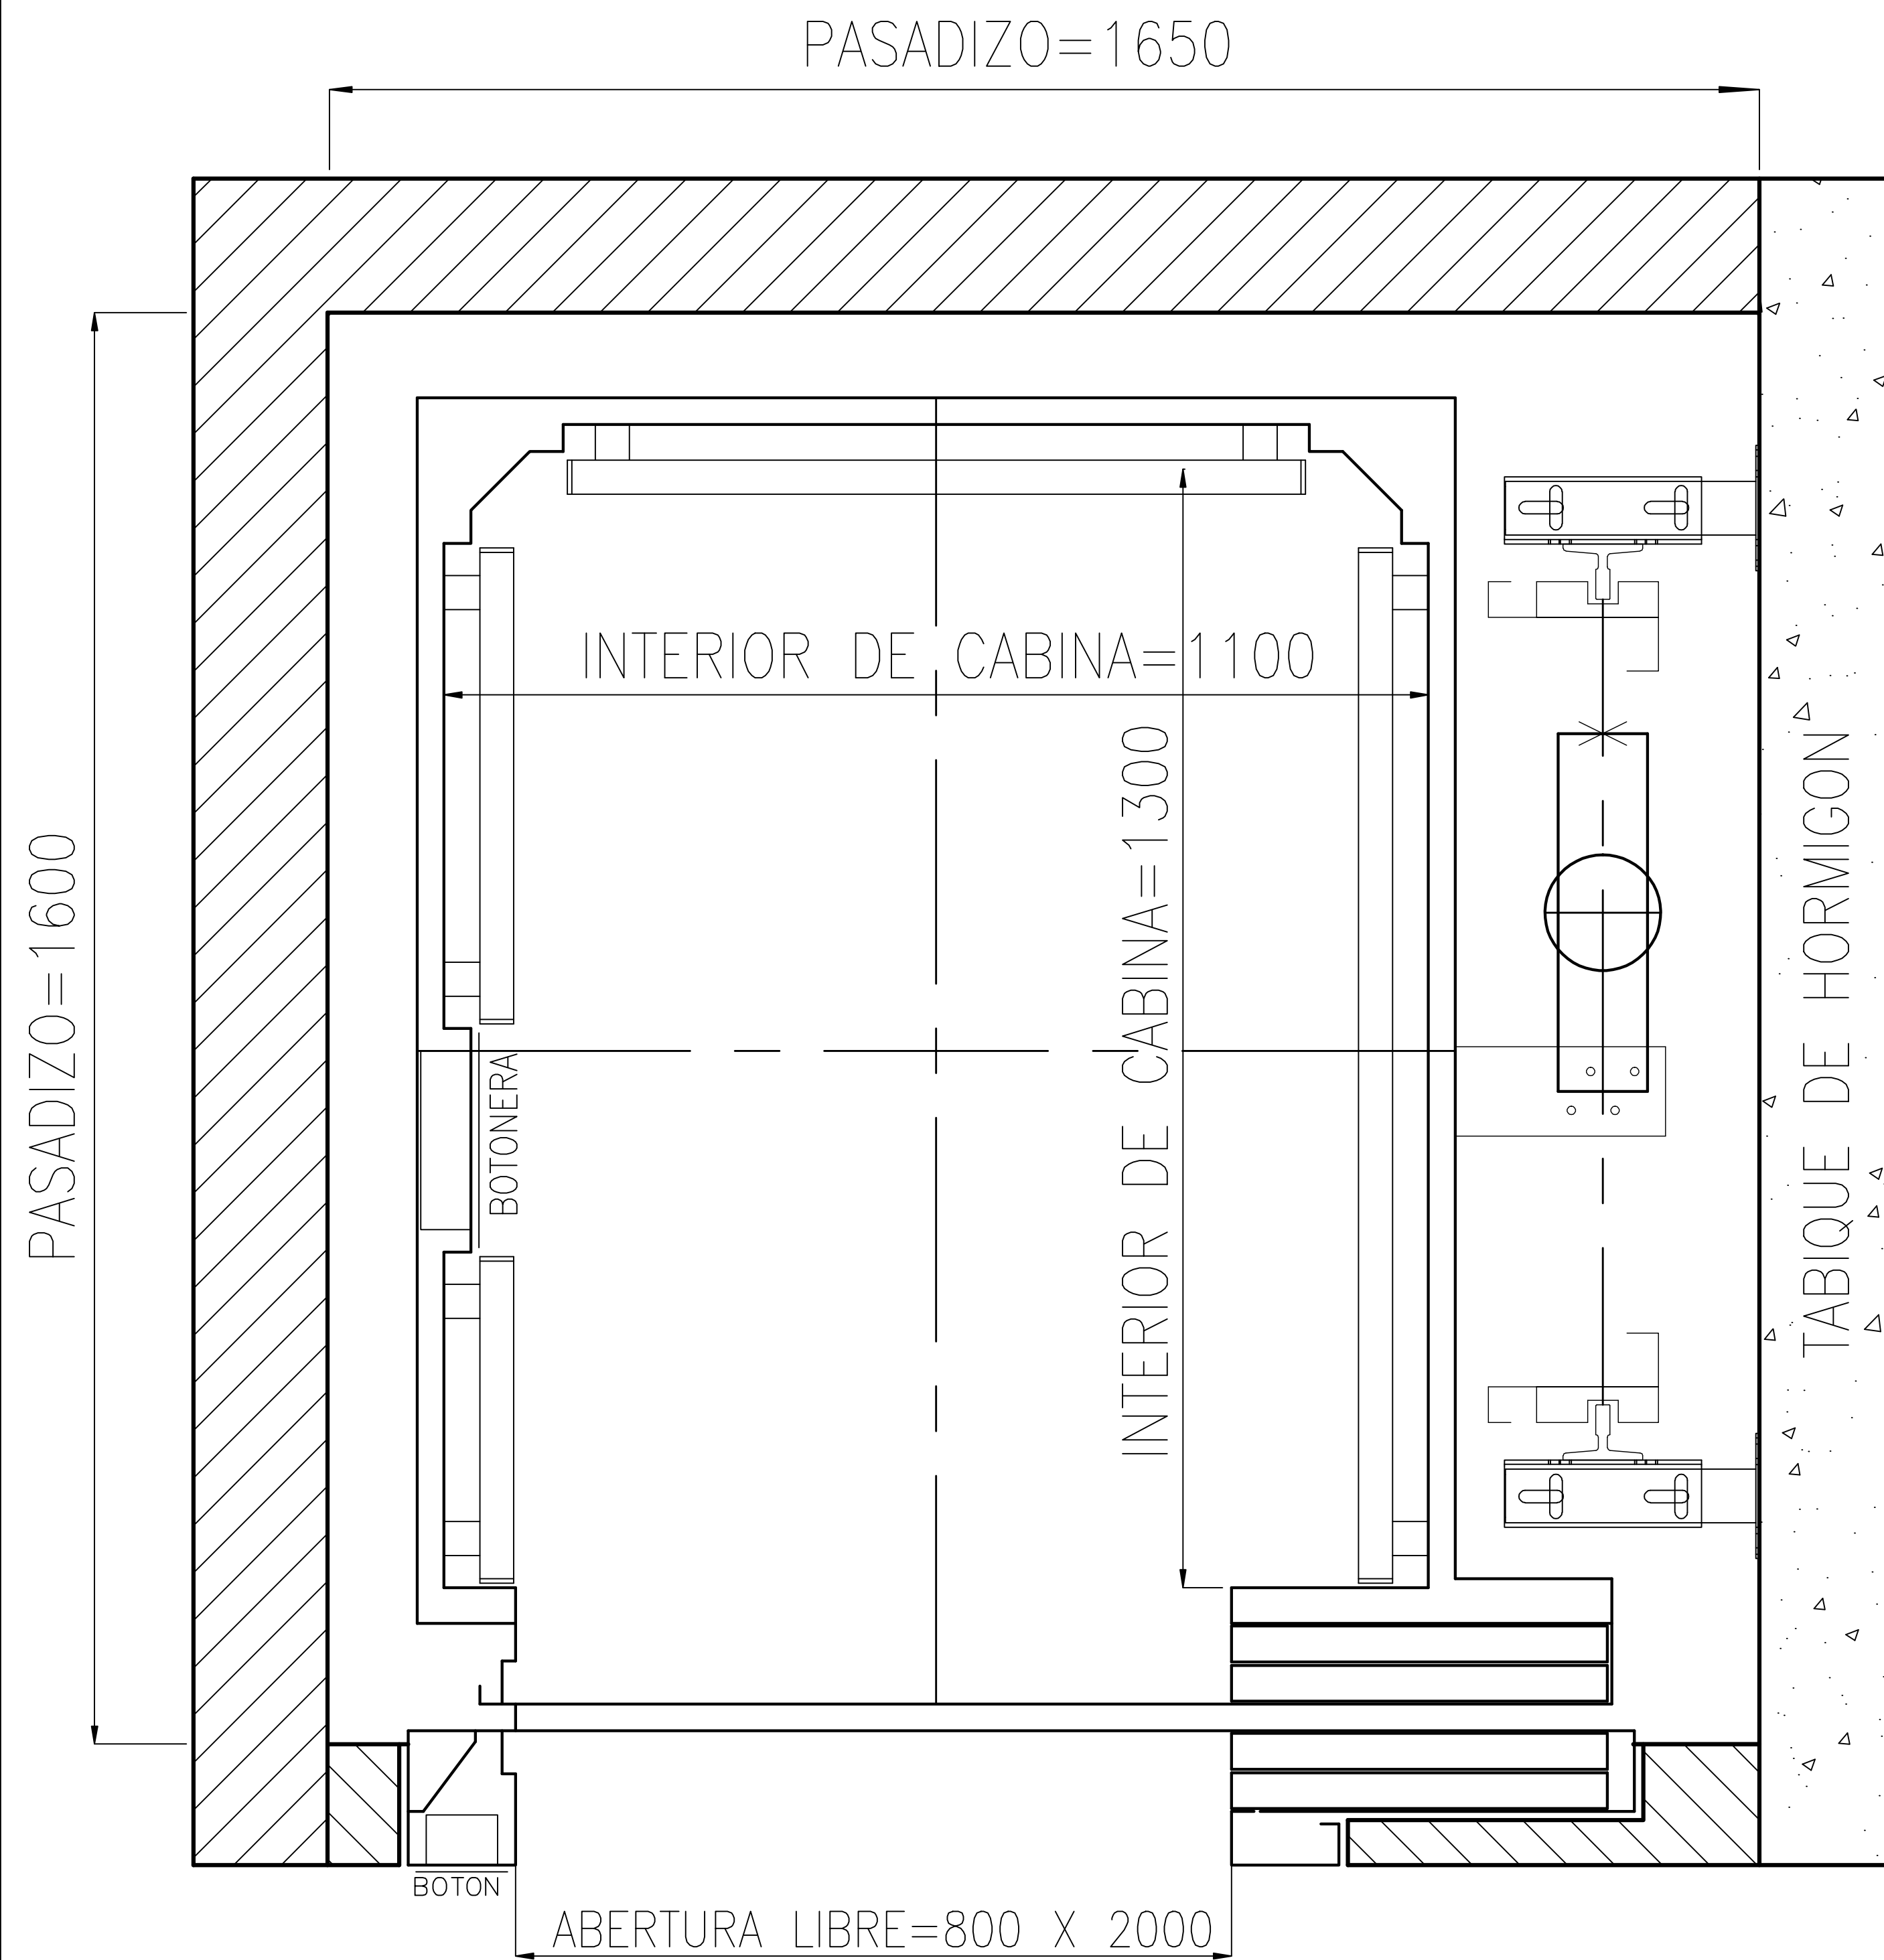 PASADIZO=1650
PASADIZO=1600
INTERIOR DE CABINA=1100
INTERIOR DE CABINA=1300
BOTONERA
TABIQUE DE HORMIGON
BOTON
ABERTURA LIBRE=800 X 2000